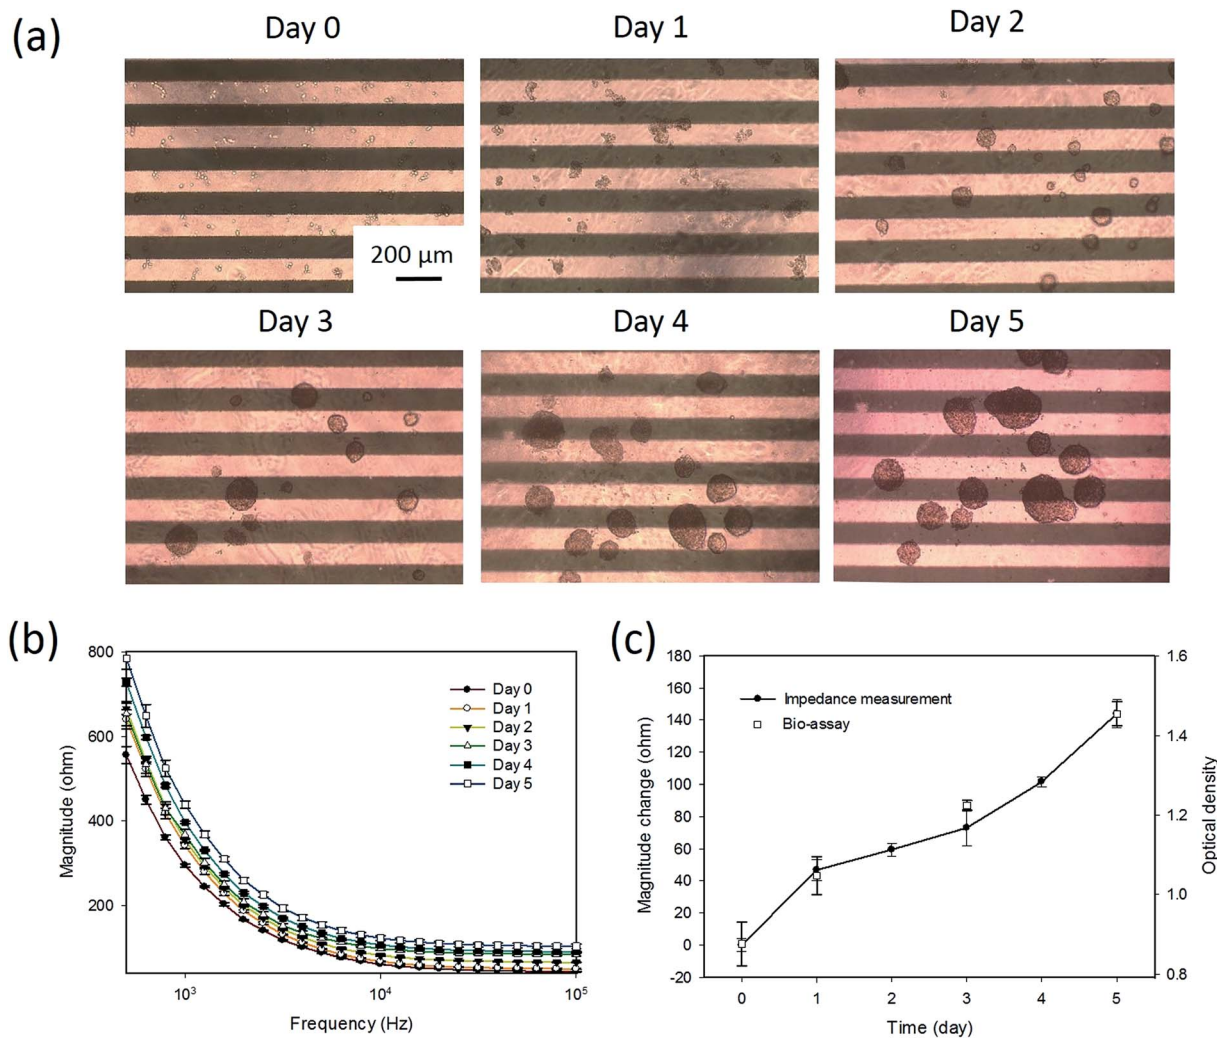 (a)
Day 0
Day 1
Day 2
200 µm
Day 3
Day 4
Day 5
(b)
800
600
400
200
Magnitude (ohm)
Day 0
Day 1
Day 2
Day 3
Day 4
Day 5
10³
10⁴
10⁵
Frequency (Hz)
(c)
180
160
140
120
100
80
60
40
20
0
-20
Magnitude change (ohm)
Impedance measurement
Bio-assay
1.6
1.4
1.2
1.0
0.8
Optical density
0
1
2
3
4
5
Time (day)